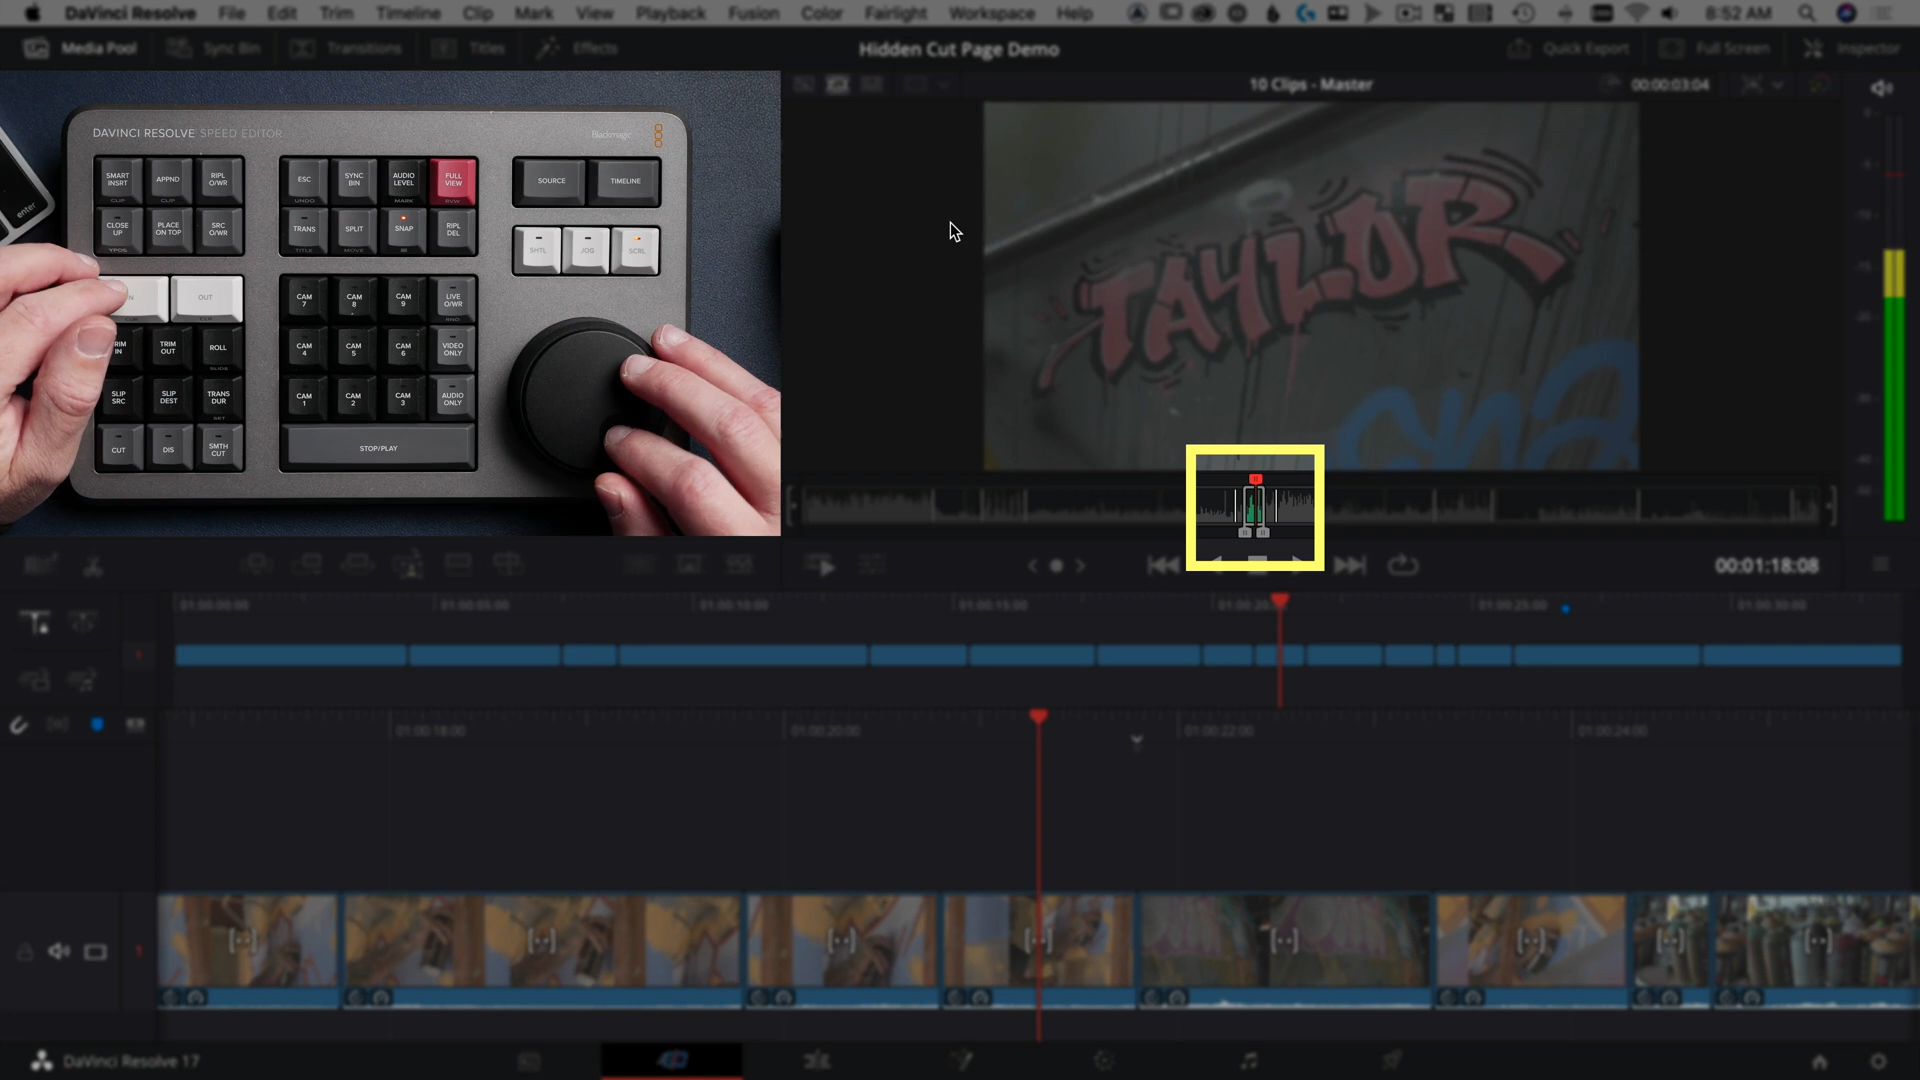 DaVinci Resolve File Edit Trim Timeline Clip Mark View Playback Fusion Color Fairlight Workspace Help 8:52 AM
Media Pool Sync Bin Transitions Titles Effects Hidden Cut Page Demo Quick Export Full Screen Inspector
10 Clips - Master 00:00:03:04
DAVINCI RESOLVE SPEED EDITOR Blackmagic
SMART INSRT APPND RIPL O/WR ESC SYNC BIN AUDIO LEVEL FULL VIEW SOURCE TIMELINE
CLIP CLIP UNDO MARK RVW
CLOSE UP PLACE ON TOP SRC O/WR TRANS SPLIT SNAP RIPL DEL SHTL JOG SCRL
YPOS TITLE MOVE
OUT CAM 7 CAM 8 CAM 9 LIVE O/WR
RND
RIM IN TRIM OUT ROLL CAM 4 CAM 5 CAM 6 VIDEO ONLY
SLIDE
SLIP SRC SLIP DEST TRANS DUR CAM 1 CAM 2 CAM 3 AUDIO ONLY
SET
CUT DIS SMTH CUT STOP/PLAY
enter
TAYLOR
00:01:18:08
01:00:00:00 01:00:05:00 01:00:10:00 01:00:15:00 01:00:20 01:00:25:00 01:00:30:00
1
01:00:18:00 01:00:20:00 01:00:22:00 01:00:24:00
1
DaVinci Resolve 17